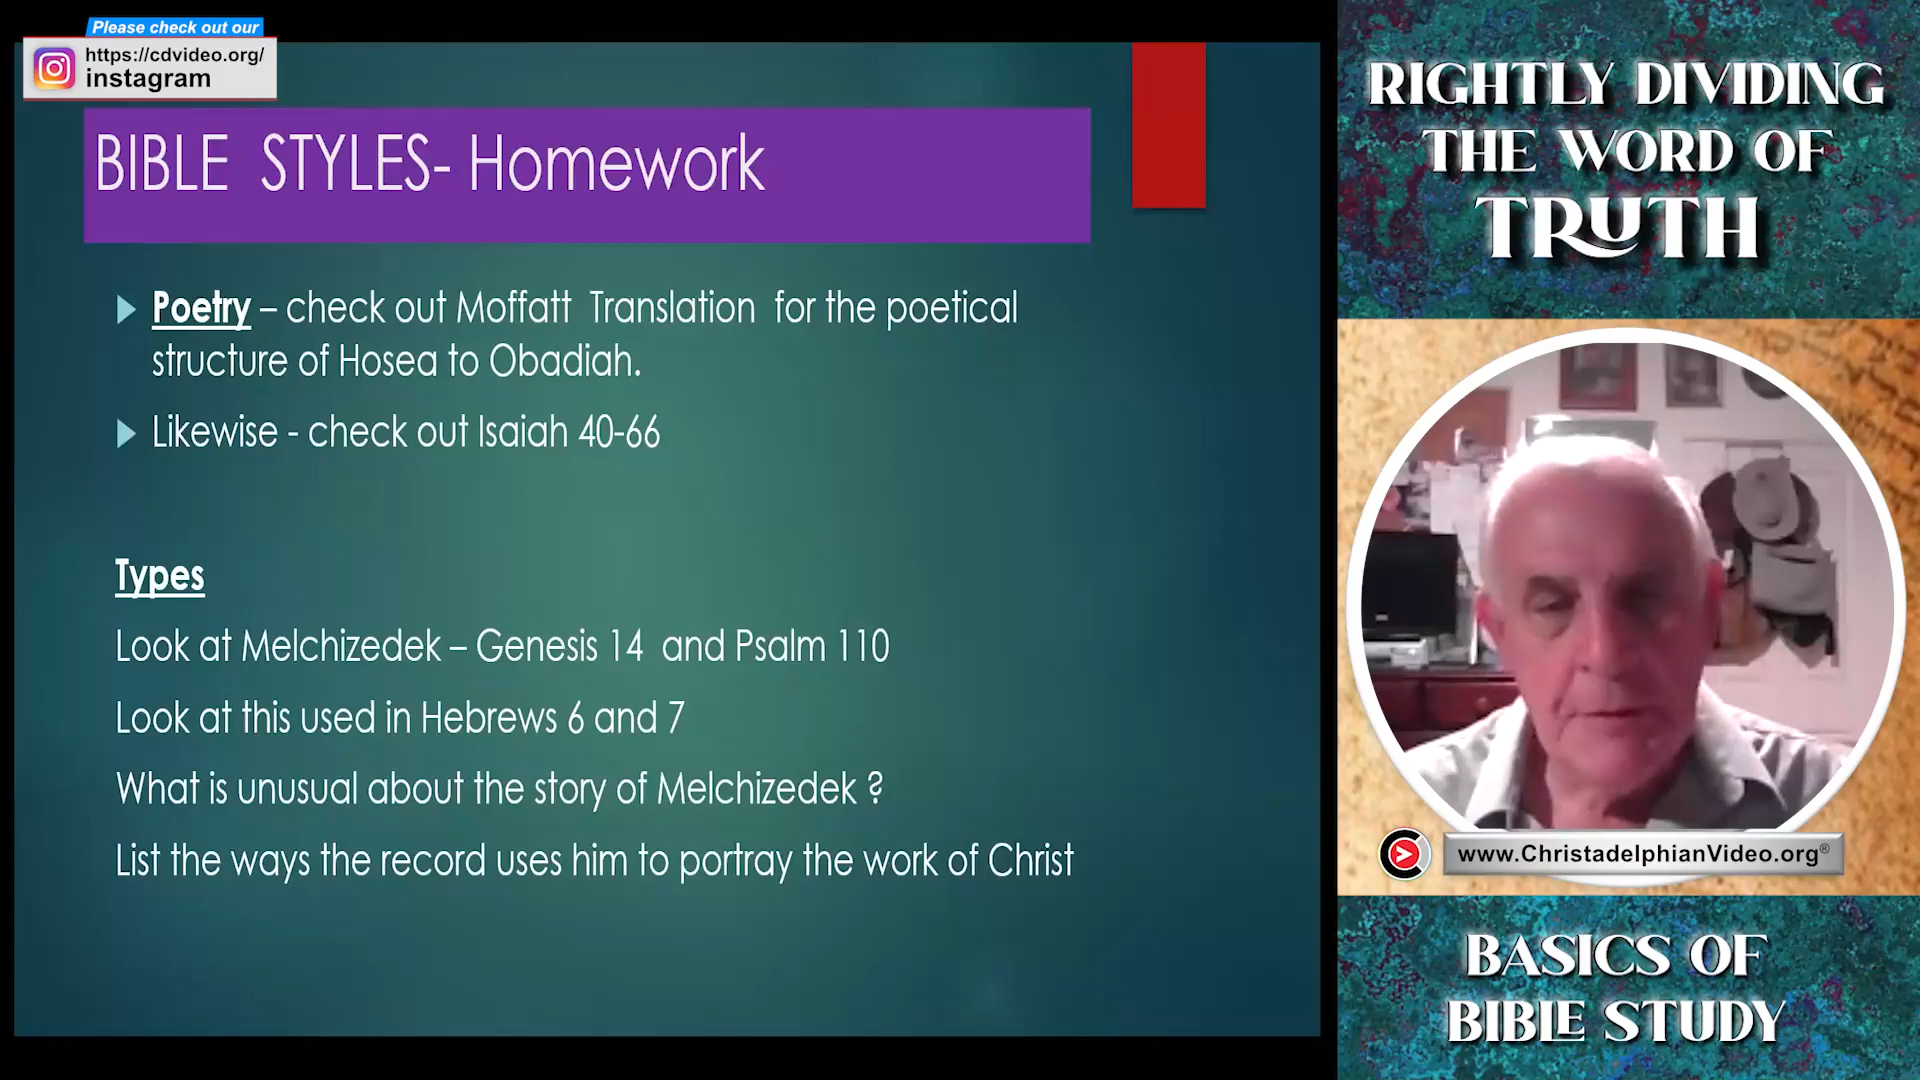 Please check out our
https://cdvideo.org/
instagram
BIBLE STYLES- Homework
Poetry – check out Moffatt Translation for the poetical
structure of Hosea to Obadiah.
Likewise - check out Isaiah 40-66
Types
Look at Melchizedek – Genesis 14 and Psalm 110
Look at this used in Hebrews 6 and 7
What is unusual about the story of Melchizedek ?
List the ways the record uses him to portray the work of Christ
RIGHTLY DIVIDING
THE WORD OF
TRUTH
www.ChristadelphianVideo.org®
BASICS OF
BIBLE STUDY